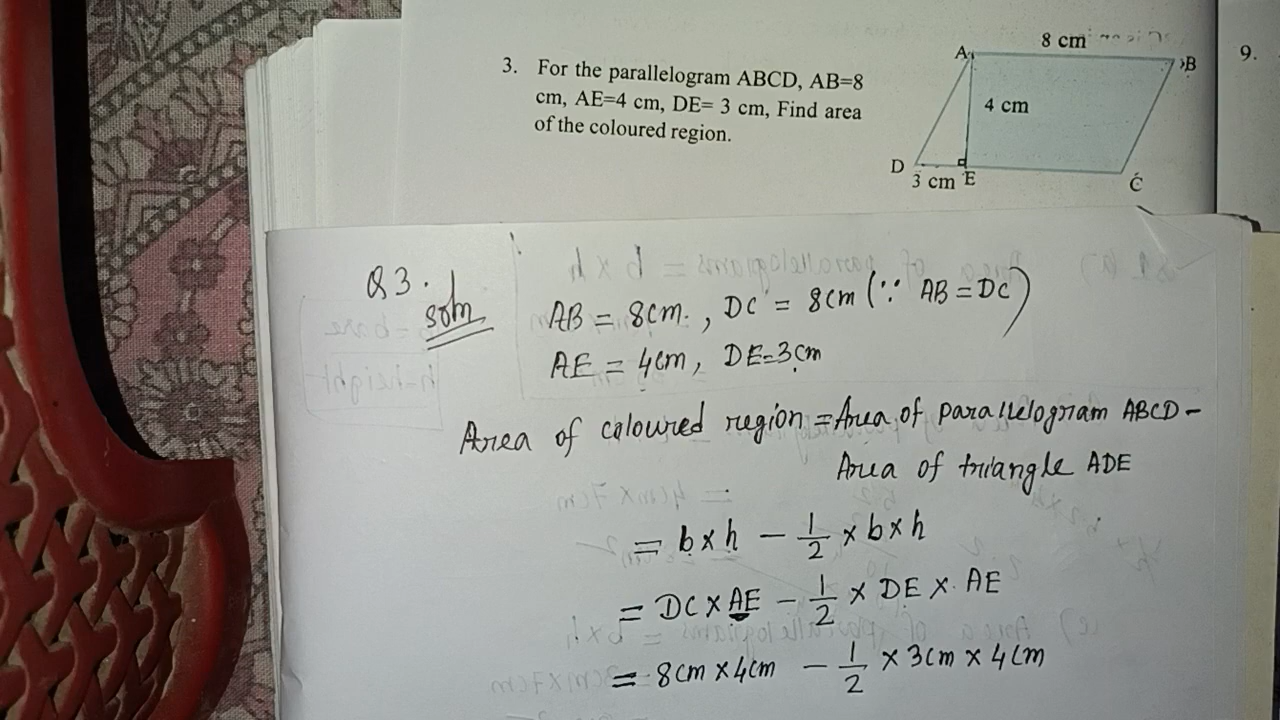 8 cm
3. For the parallelogram ABCD, AB=8
cm, AE=4 cm, DE= 3 cm, Find area
of the coloured region.
A
B
4 cm
D
3 cm E
C
9.
Q3.
soln
AB = 8cm. , DC = 8cm (∵ AB = DC)
AE = 4cm, DE=3cm
Area of coloured region = Area of parallelogram ABCD -
Area of triangle ADE
= b x h - 1/2 x b x h
= DC x AE - 1/2 x DE x AE
= 8cm x 4cm - 1/2 x 3cm x 4cm